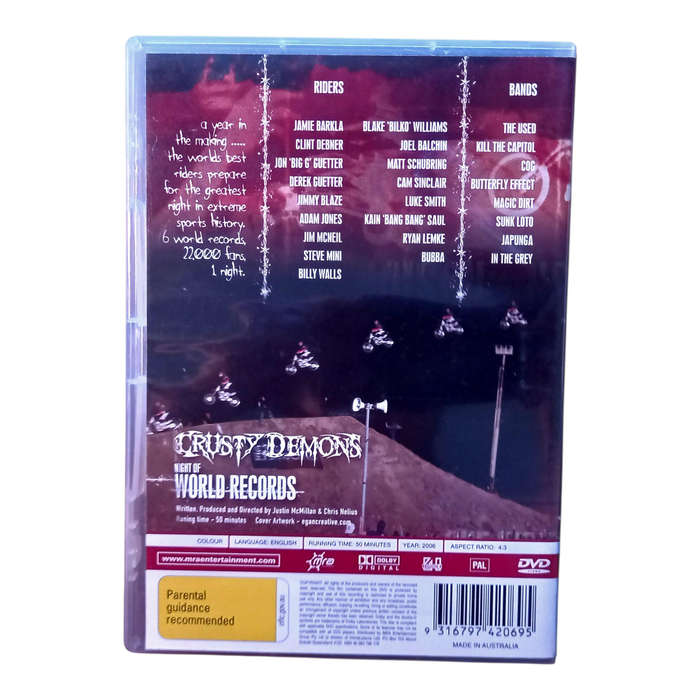 RIDERS
BANDS
a year in
the making .....
the worlds best
riders prepare
for the greatest
night in extreme
sports history.
6 world records
22,000 fans,
1 night.
JAMIE BARKLA
CLINT DEBNER
JON 'BIG G' GUETTER
DEREK GUETTER
JIMMY BLAZE
ADAM JONES
JIM MCNEIL
STEVE MINI
BILLY WALLS
BLAKE 'BILKO' WILLIAMS
JOEL BALCHIN
MATT SCHUBRING
CAM SINCLAIR
LUKE SMITH
KAIN 'BANG BANG' SAUL
RYAN LEMKE
BUBBA
THE USED
KILL THE CAPITOL
COG
BUTTERFLY EFFECT
MAGIC DIRT
SUNK LOTO
JAPUNGA
IN THE GREY
CRUSTY DEMONS
NIGHT OF
WORLD RECORDS
Written, Produced and Directed by Justin McMillan & Chris Nelius
Runing time - 50 minutes Cover Artwork - egancreative.com
COLOUR LANGUAGE: ENGLISH RUNNING TIME: 50 MINUTES YEAR: 2006 ASPECT RATIO: 4:3
www.mraentertainment.com mra DOLBY DIGITAL PAL DVD VIDEO
Parental
guidance
recommended
9 316797 420695
MADE IN AUSTRALIA